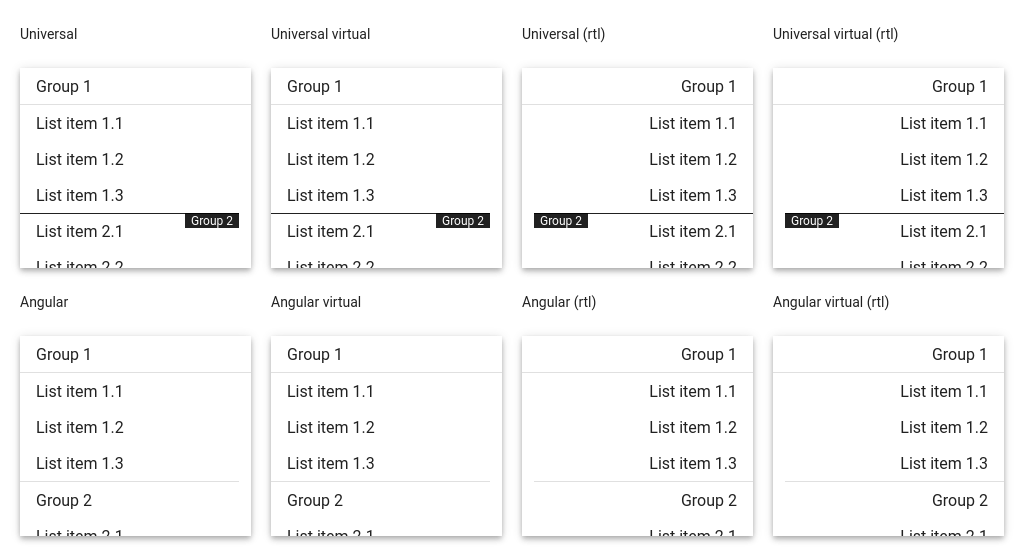 Universal
Group 1
List item 1.1
List item 1.2
List item 1.3
Group 2
List item 2.1
List item 2.2
Universal virtual
Group 1
List item 1.1
List item 1.2
List item 1.3
Group 2
List item 2.1
List item 2.2
Universal (rtl)
Group 1
List item 1.1
List item 1.2
List item 1.3
Group 2
List item 2.1
List item 2.2
Universal virtual (rtl)
Group 1
List item 1.1
List item 1.2
List item 1.3
Group 2
List item 2.1
List item 2.2
Angular
Group 1
List item 1.1
List item 1.2
List item 1.3
Group 2
List item 2.1
Angular virtual
Group 1
List item 1.1
List item 1.2
List item 1.3
Group 2
List item 2.1
Angular (rtl)
Group 1
List item 1.1
List item 1.2
List item 1.3
Group 2
List item 2.1
Angular virtual (rtl)
Group 1
List item 1.1
List item 1.2
List item 1.3
Group 2
List item 2.1